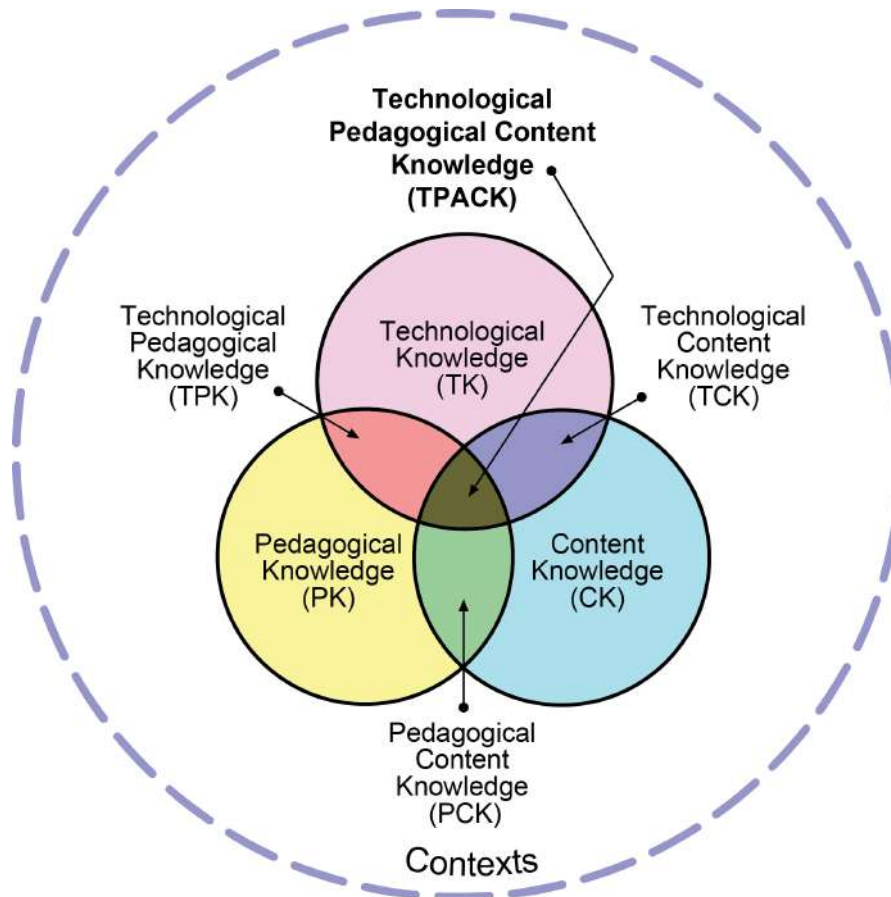 Technological
Pedagogical Content
Knowledge
(TPACK)
Technological
Pedagogical
Knowledge
(TPK)
Technological
Knowledge
(TK)
Technological
Content
Knowledge
(TCK)
Pedagogical
Knowledge
(PK)
Content
Knowledge
(CK)
Pedagogical
Content
Knowledge
(PCK)
Contexts